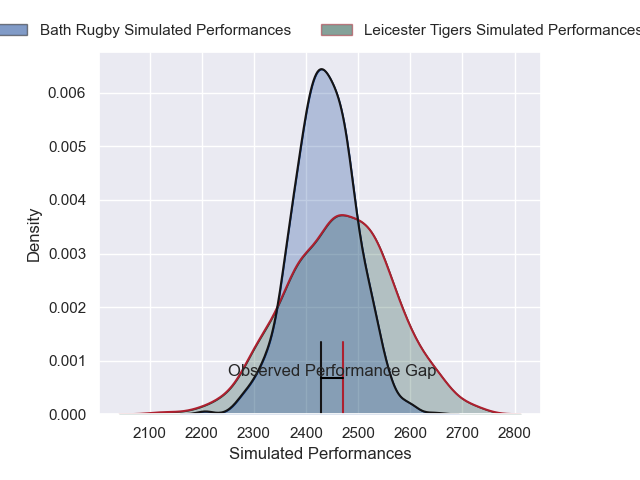 Bath Rugby Simulated Performances
Leicester Tigers Simulated Performances
0.006
0.005
0.004
0.003
0.002
0.001
0.000
Density
Observed Performance Gap
2100 2200 2300 2400 2500 2600 2700 2800
Simulated Performances